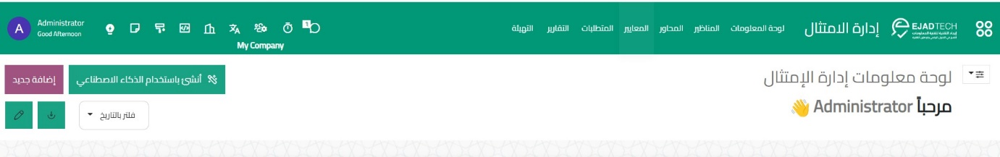 EJADTECH
إدارة الامتثال
لوحة المعلومات
المناظير
المحاور
المعايير
المتطلبات
التقارير
التهيئة
1
My Company
Administrator
Good Afternoon
A
لوحة معلومات إدارة الإمتثال
أنشئ باستخدام الذكاء الاصطناعي
إضافة جديد
مرحباً Administrator 👋
فلتر بالتاريخ